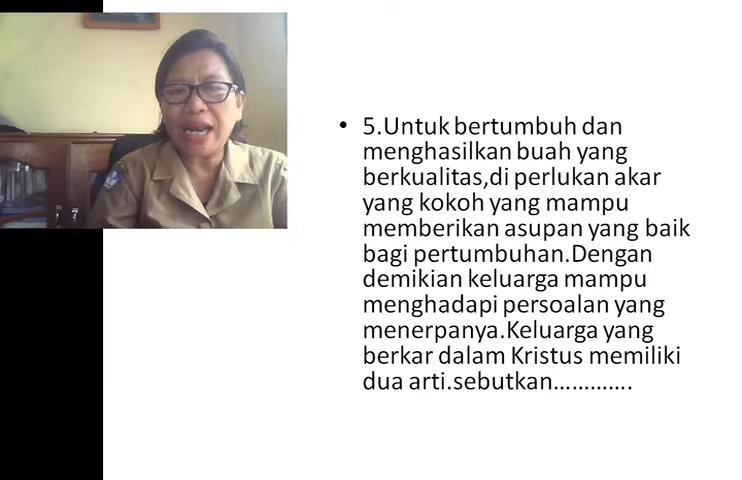 • 5.Untuk bertumbuh dan
menghasilkan buah yang
berkualitas,di perlukan akar
yang kokoh yang mampu
memberikan asupan yang baik
bagi pertumbuhan.Dengan
demikian keluarga mampu
menghadapi persoalan yang
menerpanya.Keluarga yang
berkar dalam Kristus memiliki
dua arti.sebutkan………….